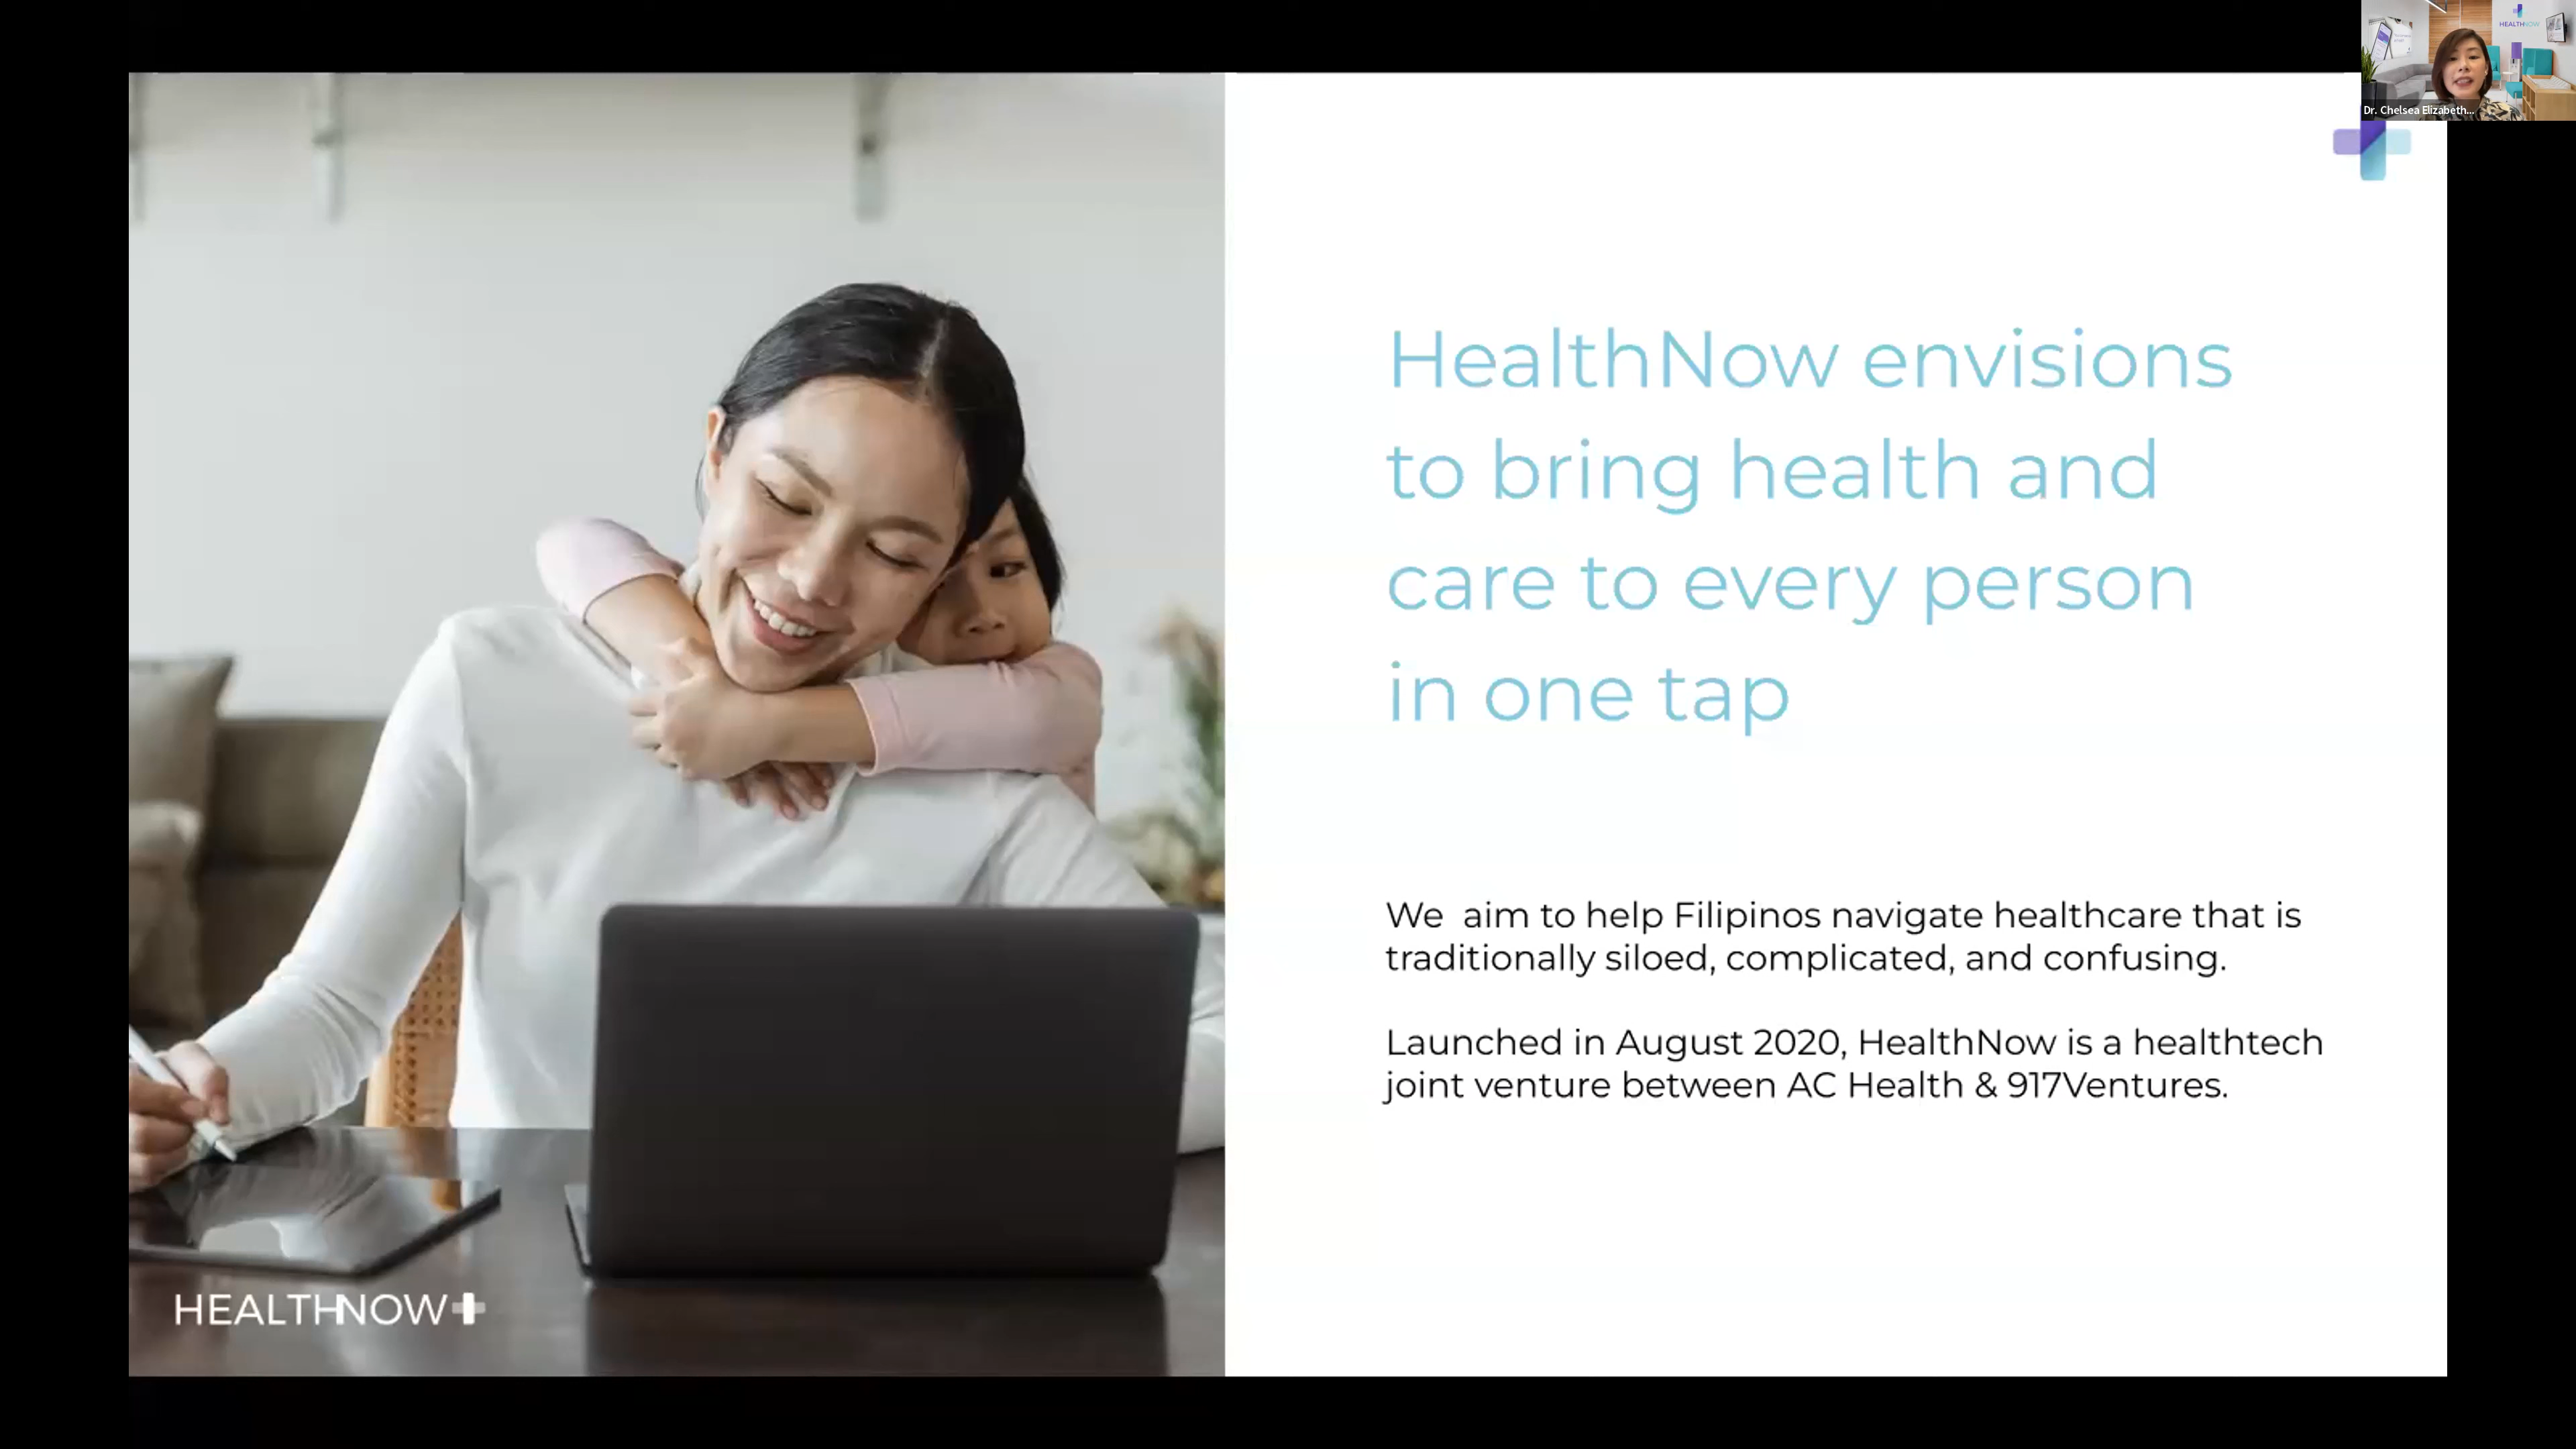 HEALTHNOW
Dr. Chelsea Elizabeth...
HealthNow envisions
to bring health and
care to every person
in one tap
We  aim to help Filipinos navigate healthcare that is
traditionally siloed, complicated, and confusing.
Launched in August 2020, HealthNow is a healthtech
joint venture between AC Health & 917Ventures.
HEALTHNOW